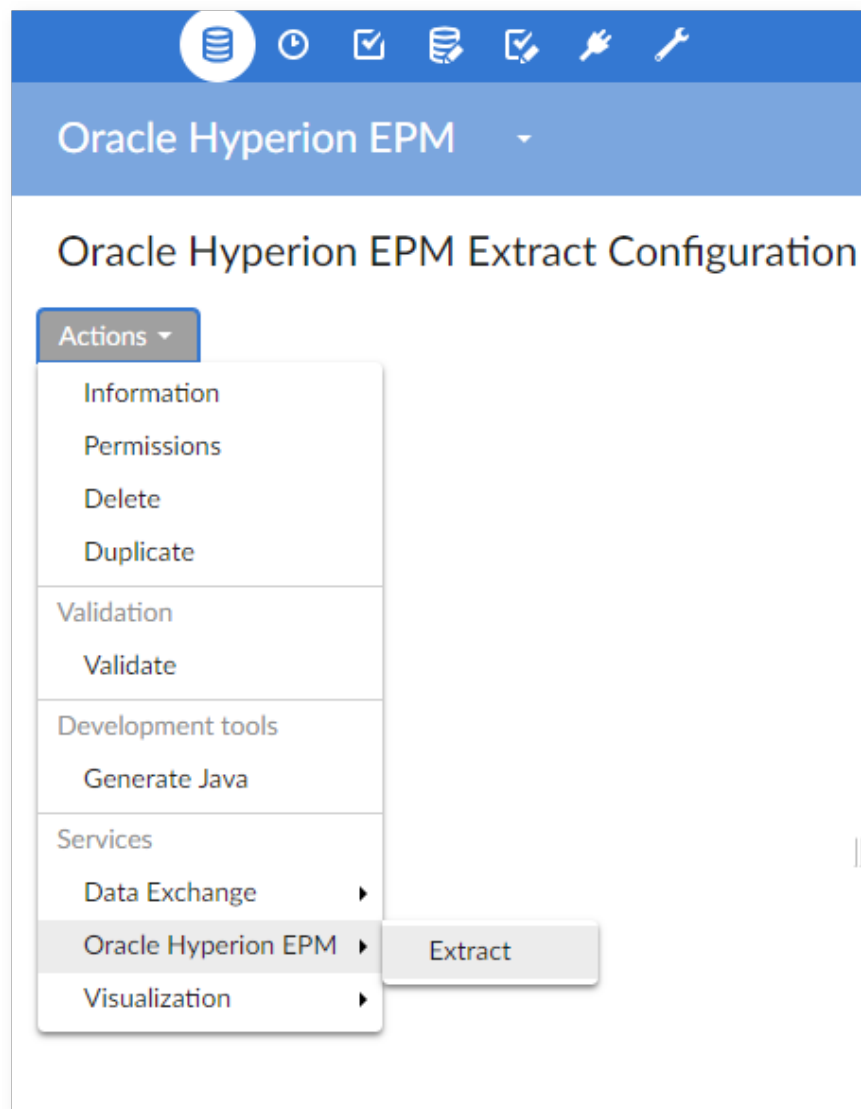 Oracle Hyperion EPM
Oracle Hyperion EPM Extract Configuration
Actions
Information
Permissions
Delete
Duplicate
Validation
Validate
Development tools
Generate Java
Services
Data Exchange
Oracle Hyperion EPM
Extract
Visualization